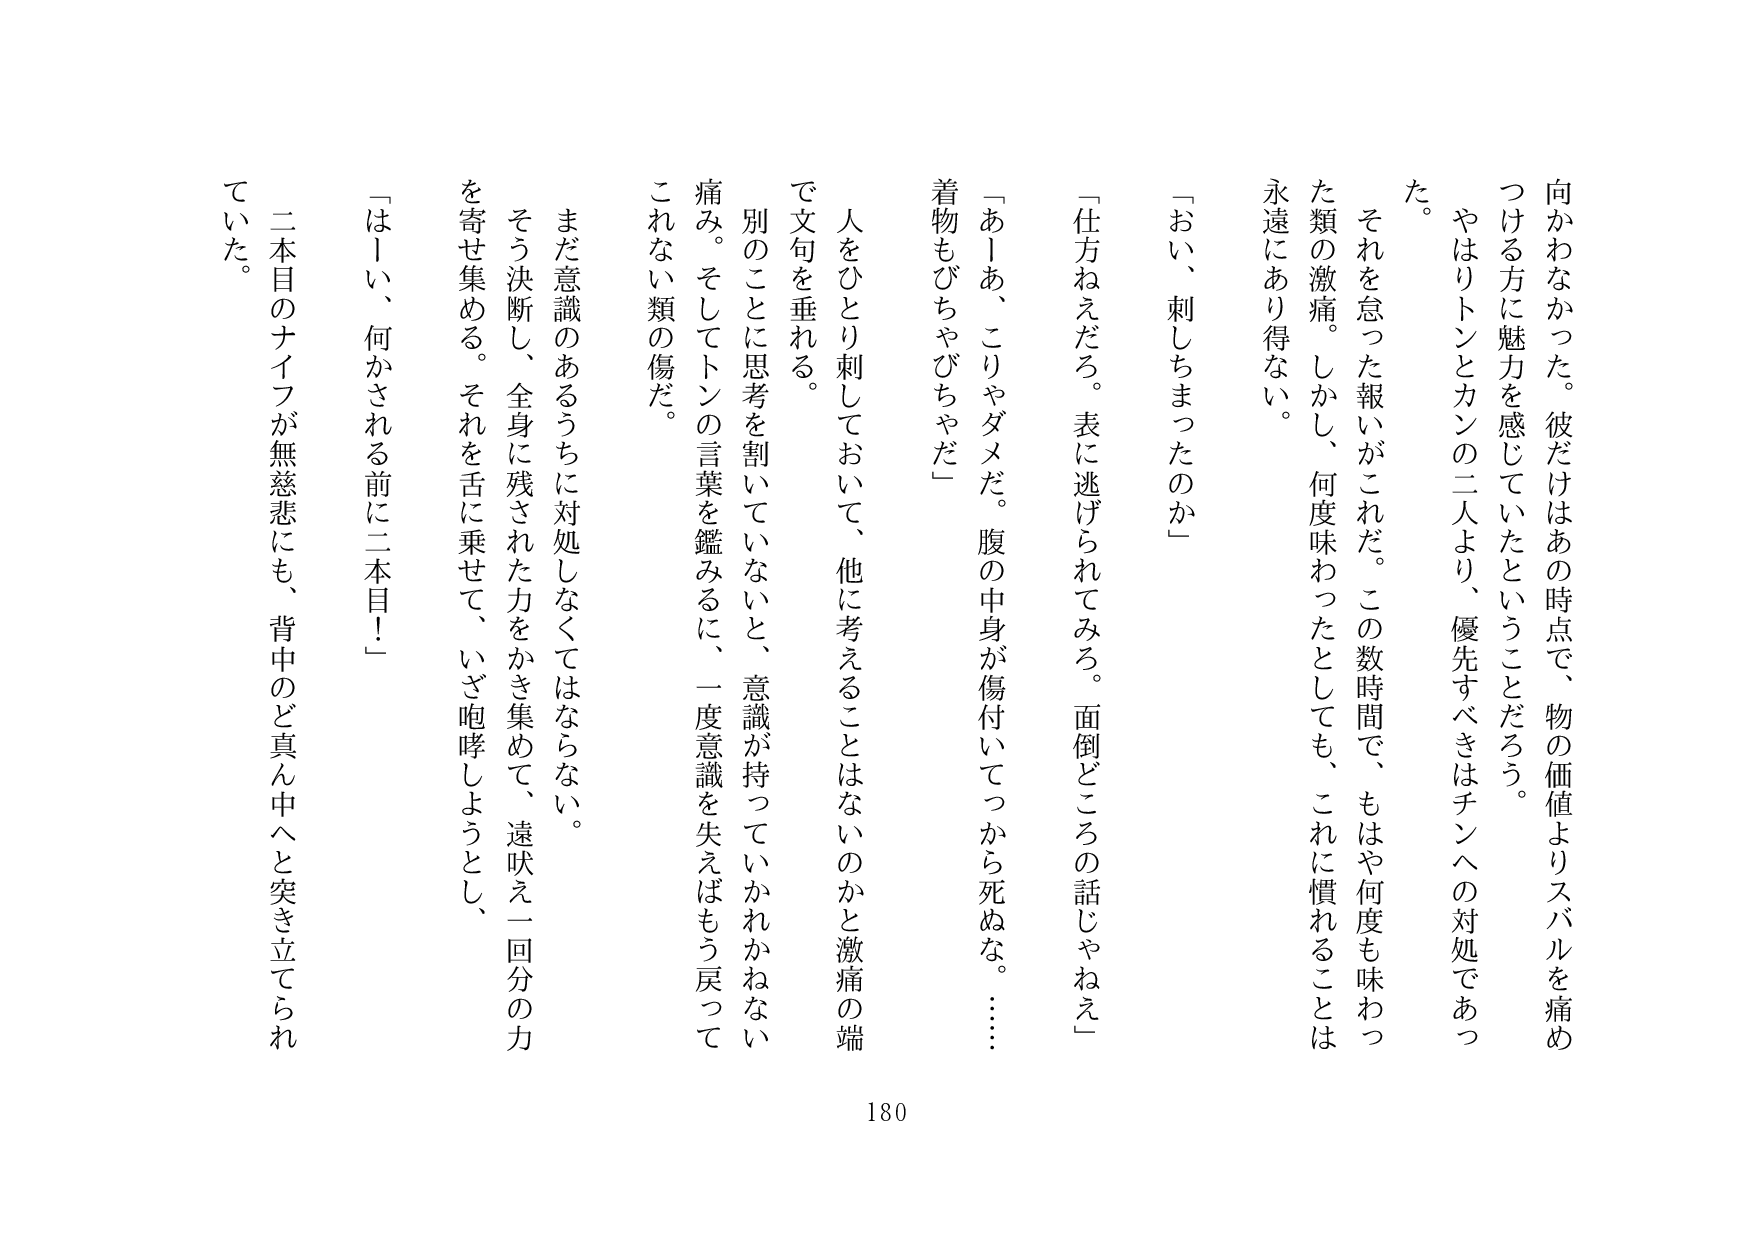 向かわなかった。彼だけはあの時点で、物の価値よりスバルを痛め
つける方に魅力を感じていたということだろう。
　やはりトンとカンの二人より、優先すべきはチンへの対処であっ
た。
　それを怠った報いがこれだ。この数時間で、もはや何度も味わっ
た類の激痛。しかし、何度味わったとしても、これに慣れることは
永遠にあり得ない。
「おい、刺しちまったのか」
「仕方ねえだろ。表に逃げられてみろ。面倒どころの話じゃねえ」
「あーあ、こりゃダメだ。腹の中身が傷付いてっから死ぬな。……
着物もびちゃびちゃだ」
　人をひとり刺しておいて、他に考えることはないのかと激痛の端
で文句を垂れる。
　別のことに思考を割いていないと、意識が持っていかれかねない
痛み。そしてトンの言葉を鑑みるに、一度意識を失えばもう戻って
これない類の傷だ。
　まだ意識のあるうちに対処しなくてはならない。
　そう決断し、全身に残された力をかき集めて、遠吠え一回分の力
を寄せ集める。それを舌に乗せて、いざ咆哮しようとし、
「はーい、何かされる前に二本目！」
　二本目のナイフが無慈悲にも、背中のど真ん中へと突き立てられ
ていた。
180